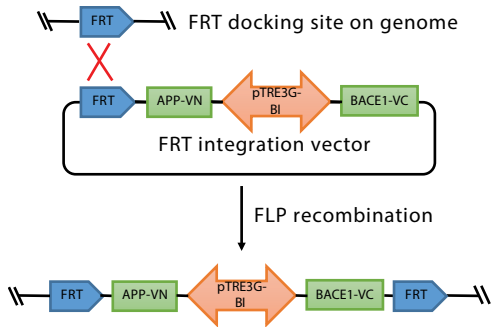 FRT FRT docking site on genome
FRT APP-VN pTRE3G-
BI BACE1-VC
FRT integration vector
FLP recombination
FRT APP-VN pTRE3G-
BI BACE1-VC FRT